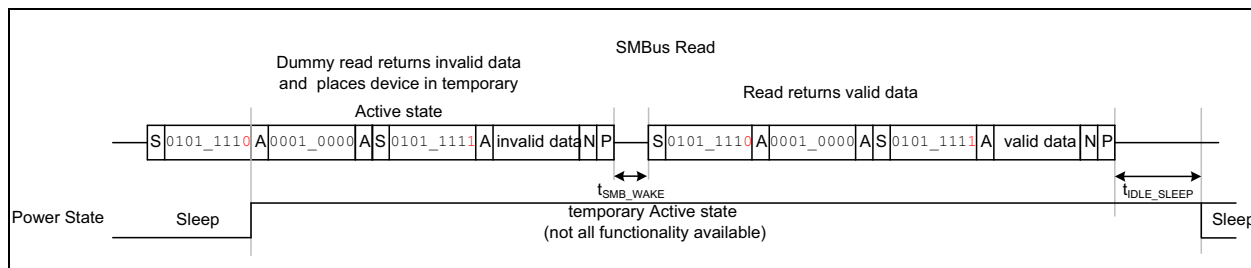 SMBus Read
Dummy read returns invalid data
and places device in temporary
Active state
Read returns valid data
S 0101_1110 A 0001_0000 A S 0101_1111 A invalid data N P S 0101_1110 A 0001_0000 A S 0101_1111 A valid data N P
tSMB_WAKE
tIDLE_SLEEP
Power State Sleep temporary Active state Sleep
(not all functionality available)